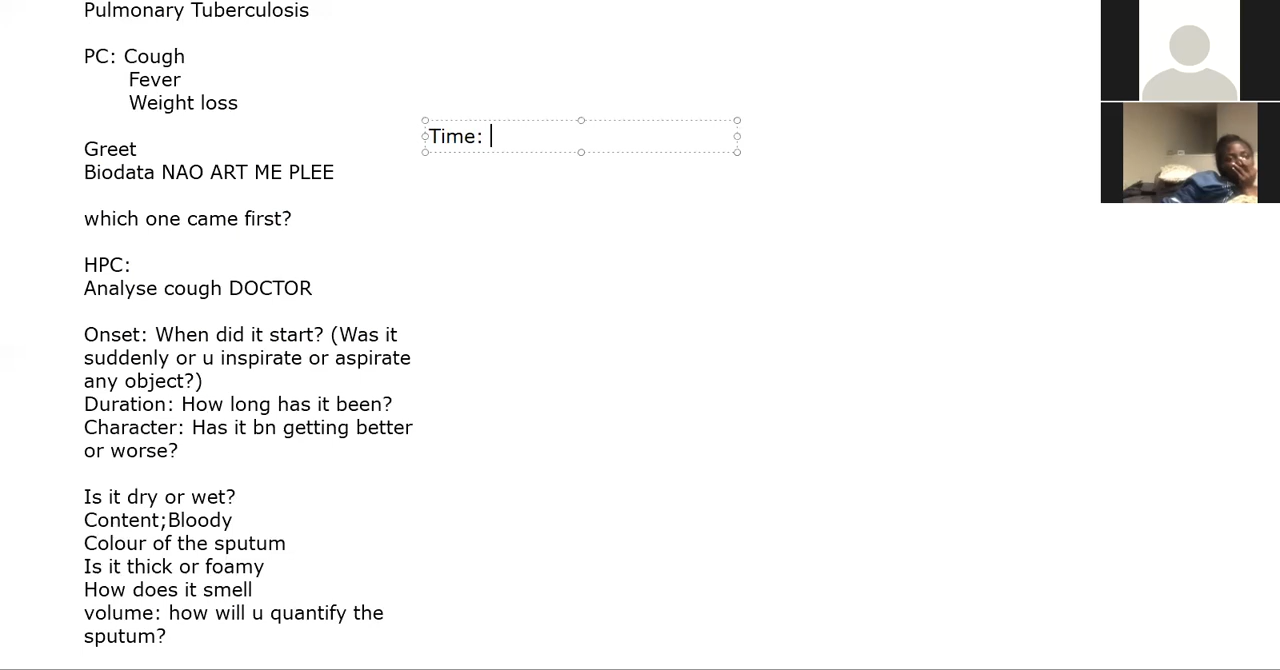 Pulmonary Tuberculosis
PC: Cough
Fever
Weight loss
Greet
Biodata NAO ART ME PLEE
which one came first?
HPC:
Analyse cough DOCTOR
Onset: When did it start? (Was it
suddenly or u inspirate or aspirate
any object?)
Duration: How long has it been?
Character: Has it bn getting better
or worse?
Is it dry or wet?
Content;Bloody
Colour of the sputum
Is it thick or foamy
How does it smell
volume: how will u quantify the
sputum?
Time: